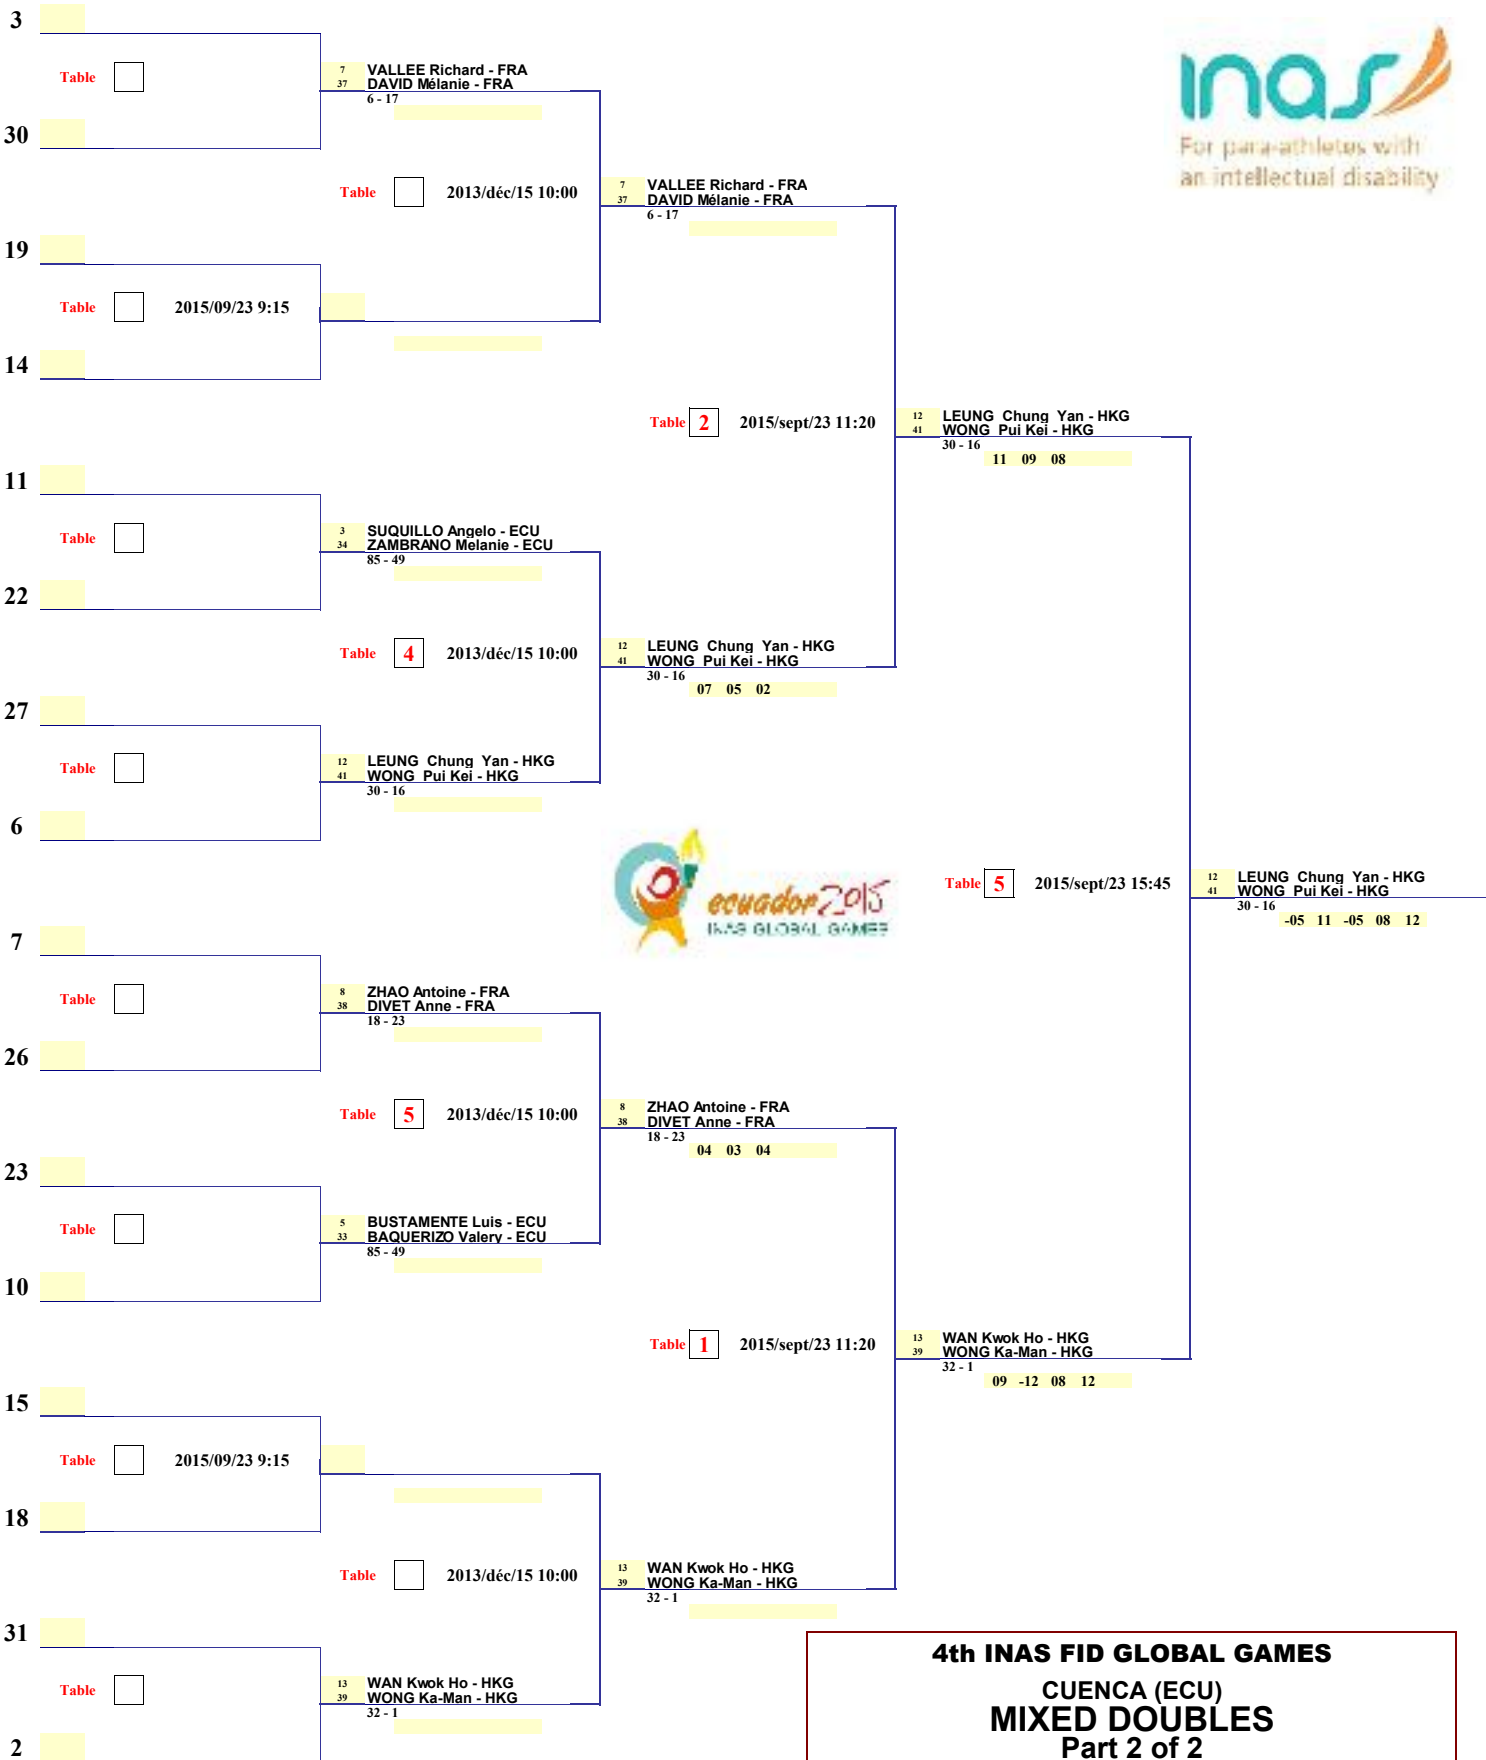 3
Table
7 VALLEE Richard - FRA
37 DAVID Mélanie - FRA
6 - 17
30
inas
For para-athletes with
an intellectual disability
Table 2013/déc/15 10:00
7 VALLEE Richard - FRA
37 DAVID Mélanie - FRA
6 - 17
19
Table 2015/09/23 9:15
14
Table 2 2015/sept/23 11:20
12 LEUNG Chung Yan - HKG
41 WONG Pui Kei - HKG
30 - 16
11 09 08
11
Table
3 SUQUILLO Angelo - ECU
34 ZAMBRANO Melanie - ECU
85 - 49
22
Table 4 2013/déc/15 10:00
12 LEUNG Chung Yan - HKG
41 WONG Pui Kei - HKG
30 - 16
07 05 02
27
Table
12 LEUNG Chung Yan - HKG
41 WONG Pui Kei - HKG
30 - 16
6
ecuador 2015
INAS GLOBAL GAMES
Table 5 2015/sept/23 15:45
12 LEUNG Chung Yan - HKG
41 WONG Pui Kei - HKG
30 - 16
-05 11 -05 08 12
7
Table
8 ZHAO Antoine - FRA
38 DIVET Anne - FRA
18 - 23
26
Table 5 2013/déc/15 10:00
8 ZHAO Antoine - FRA
38 DIVET Anne - FRA
18 - 23
04 03 04
23
Table
5 BUSTAMENTE Luis - ECU
33 BAQUERIZO Valery - ECU
85 - 49
10
Table 1 2015/sept/23 11:20
13 WAN Kwok Ho - HKG
39 WONG Ka-Man - HKG
32 - 1
09 -12 08 12
15
Table 2015/09/23 9:15
18
Table 2013/déc/15 10:00
13 WAN Kwok Ho - HKG
39 WONG Ka-Man - HKG
32 - 1
31
Table
13 WAN Kwok Ho - HKG
39 WONG Ka-Man - HKG
32 - 1
2
4th INAS FID GLOBAL GAMES
CUENCA (ECU)
MIXED DOUBLES
Part 2 of 2